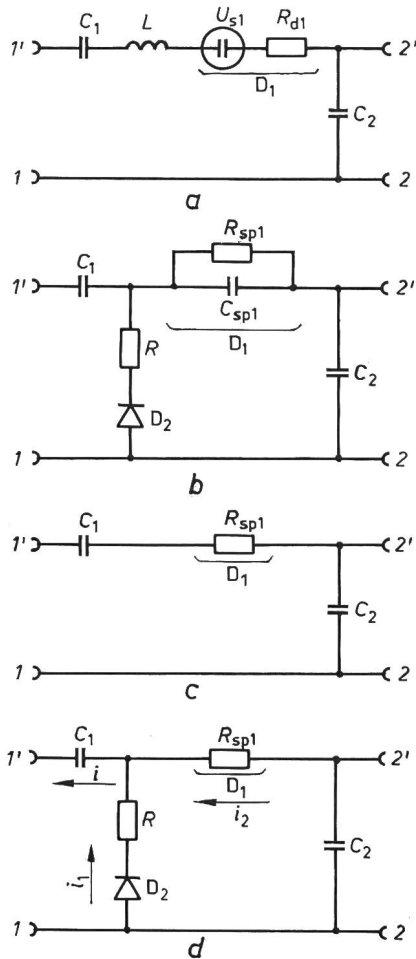 C1 L Us1 Rd1
1' 2'
D1
C2
1 2
a
Rsp1
C1
1' 2'
Csp1
D1
R
C2
D2
1 2
b
C1 Rsp1
1' 2'
D1
C2
1 2
c
C1 Rsp1
1' 2'
i D1
i2
R
C2
i1 D2
1 2
d